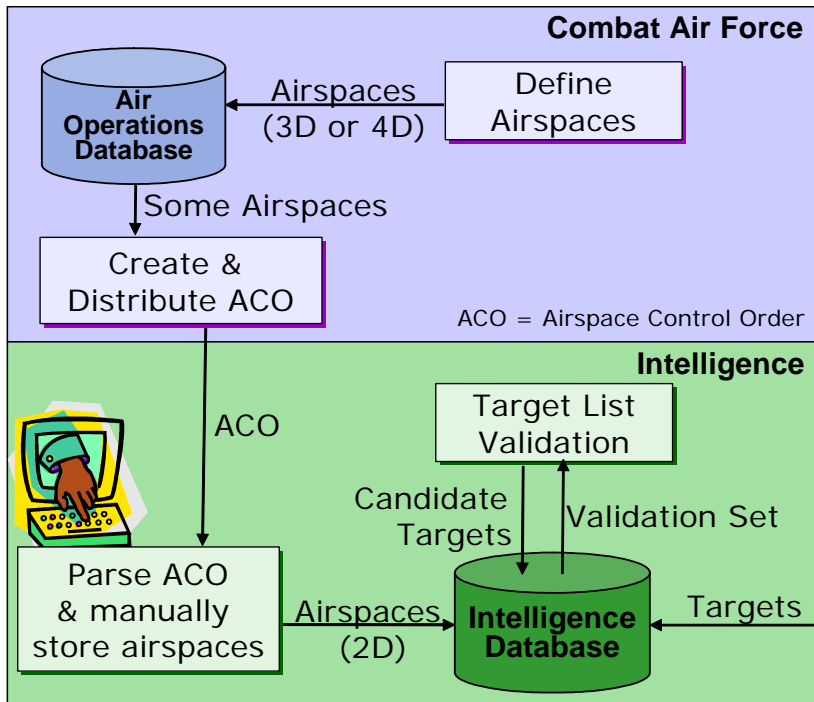 Combat Air Force
Air
Operations
Database
Airspaces
(3D or 4D)
Define
Airspaces
Some Airspaces
Create &
Distribute ACO
ACO = Airspace Control Order
Intelligence
ACO
Target List
Validation
Candidate
Targets
Validation Set
Parse ACO
& manually
store airspaces
Airspaces
(2D)
Intelligence
Database
Targets